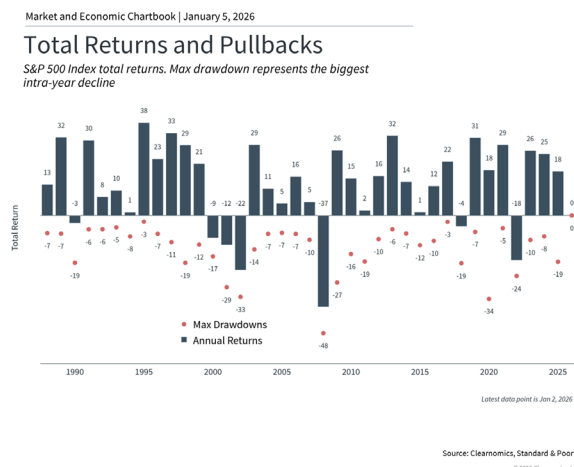 Market and Economic Chartbook | January 5, 2026
Total Returns and Pullbacks
S&P 500 Index total returns. Max drawdown represents the biggest
intra-year decline
Total Return
13 32 -3 30 8 10 1 38 23 33 29 21 -9 -12 -22 29 11 5 16 5 -37 26 15 2 16 32 14 1 12 22 -4 31 18 29 -18 26 25 18 0
-7 -7 -19 -6 -6 -5 -8 -3 -7 -11 -19 -12 -17 -29 -33 -14 -7 -7 -7 -10 -48 -27 -16 -19 -10 -6 -7 -12 -10 -3 -19 -7 -34 -5 -24 -10 -8 -19 0
Max Drawdowns
Annual Returns
1990 1995 2000 2005 2010 2015 2020 2025
Latest data point is Jan 2, 2026
Source: Clearnomics, Standard & Poor